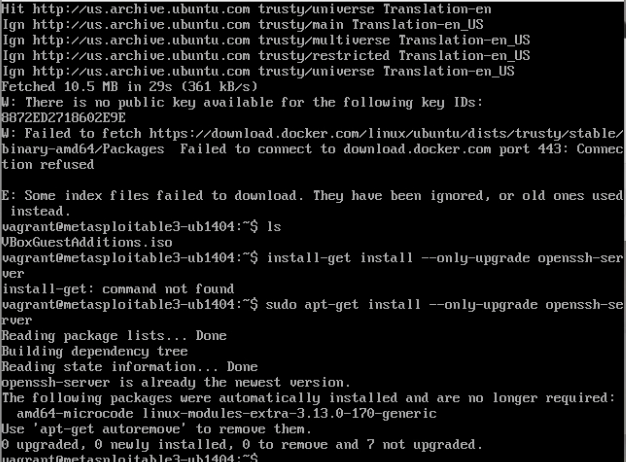 Hit http://us.archive.ubuntu.com trusty/universe Translation-en
Ign http://us.archive.ubuntu.com trusty/main Translation-en_US
Ign http://us.archive.ubuntu.com trusty/multiverse Translation-en_US
Ign http://us.archive.ubuntu.com trusty/restricted Translation-en_US
Ign http://us.archive.ubuntu.com trusty/universe Translation-en_US
Fetched 10.5 MB in 29s (361 kB/s)
W: There is no public key available for the following key IDs:
8872ED2718602E9E
W: Failed to fetch https://download.docker.com/linux/ubuntu/dists/trusty/stable/
binary-amd64/Packages  Failed to connect to download.docker.com port 443: Connec
tion refused
E: Some index files failed to download. They have been ignored, or old ones used
 instead.
vagrant@metasploitable3-ub1404:~$ ls
VBoxGuestAdditions.iso
vagrant@metasploitable3-ub1404:~$ install-get install --only-upgrade openssh-ser
ver
install-get: command not found
vagrant@metasploitable3-ub1404:~$ sudo apt-get install --only-upgrade openssh-se
rver
Reading package lists... Done
Building dependency tree
Reading state information... Done
openssh-server is already the newest version.
The following packages were automatically installed and are no longer required:
  amd64-microcode linux-modules-extra-3.13.0-170-generic
Use 'apt-get autoremove' to remove them.
0 upgraded, 0 newly installed, 0 to remove and 7 not upgraded.
vagrant@metasploitable3-ub1404:~$